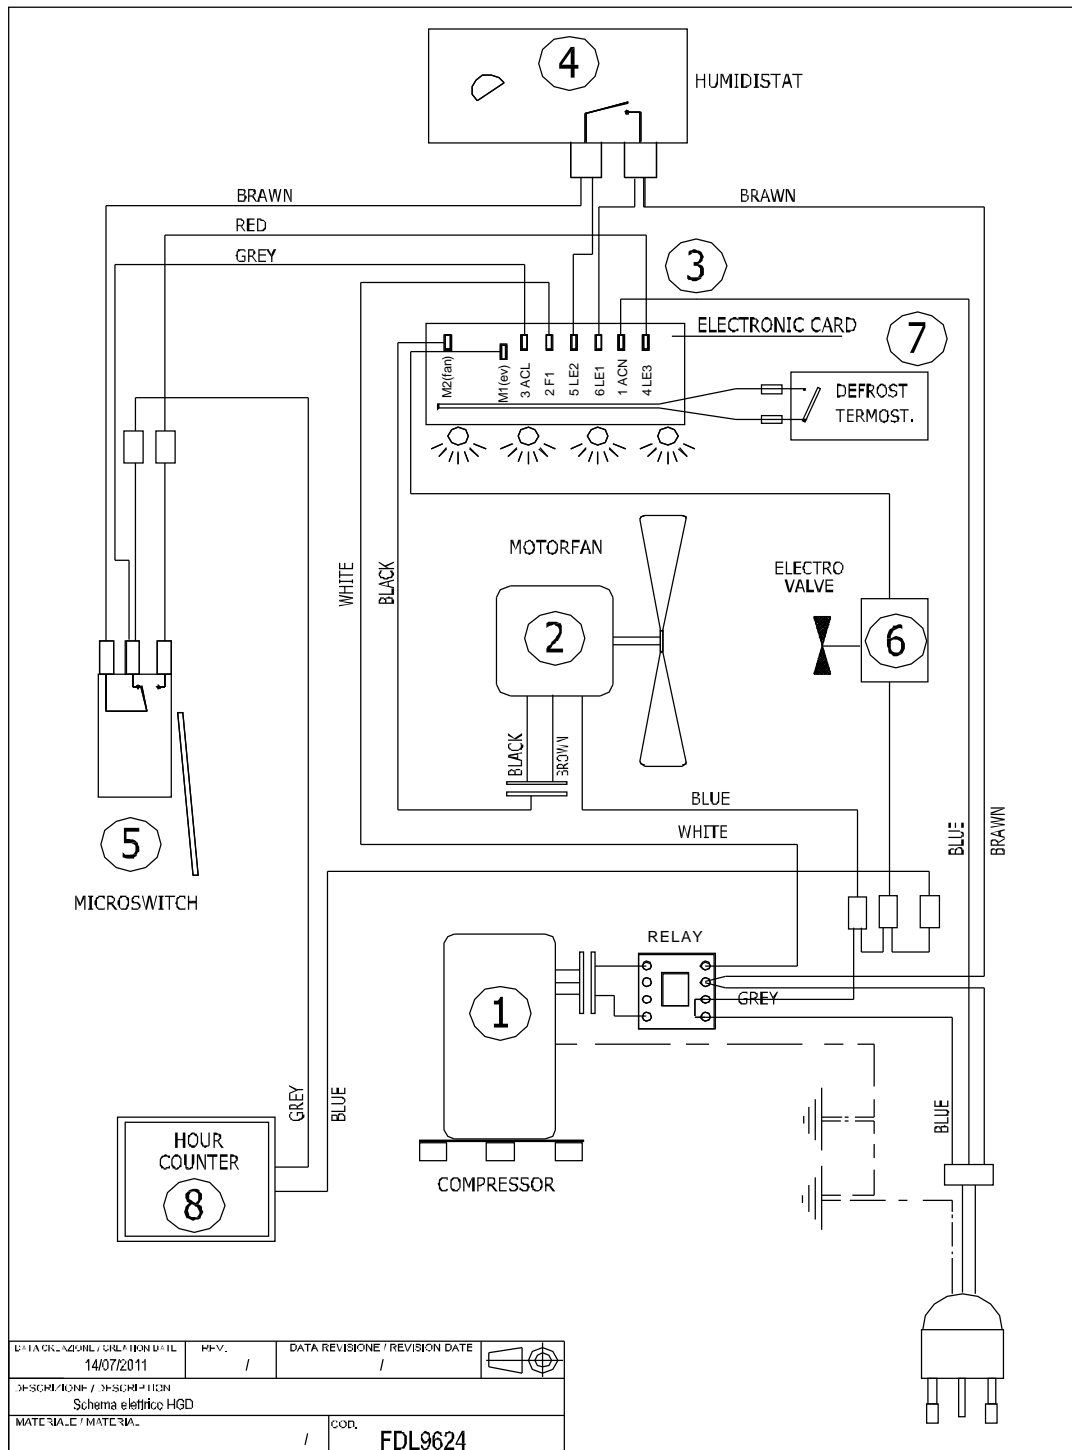 4
HUMIDISTAT
BRAWN
BRAWN
RED
GREY
3
ELECTRONIC CARD
7
M2(fan)
M1(ev)
3 ACL
2 F1
5 LE2
6 LE1
1 ACN
4 LE3
DEFROST
TERMOST.
MOTORFAN
WHITE
BLACK
ELECTRO
VALVE
2
6
BLACK
BROWN
BLUE
WHITE
BLUE
BRAWN
5
MICROSWITCH
RELAY
GREY
1
GREY
BLUE
BLUE
HOUR
COUNTER
8
COMPRESSOR
DATA CREAZIONE / CREATION DATE
REV.
DATA REVISIONE / REVISION DATE
14/07/2011
/
/
DESCRIZIONE / DESCRIPTION
Schema elettrico HGD
MATERIALE / MATERIAL
COD.
/
FDL9624